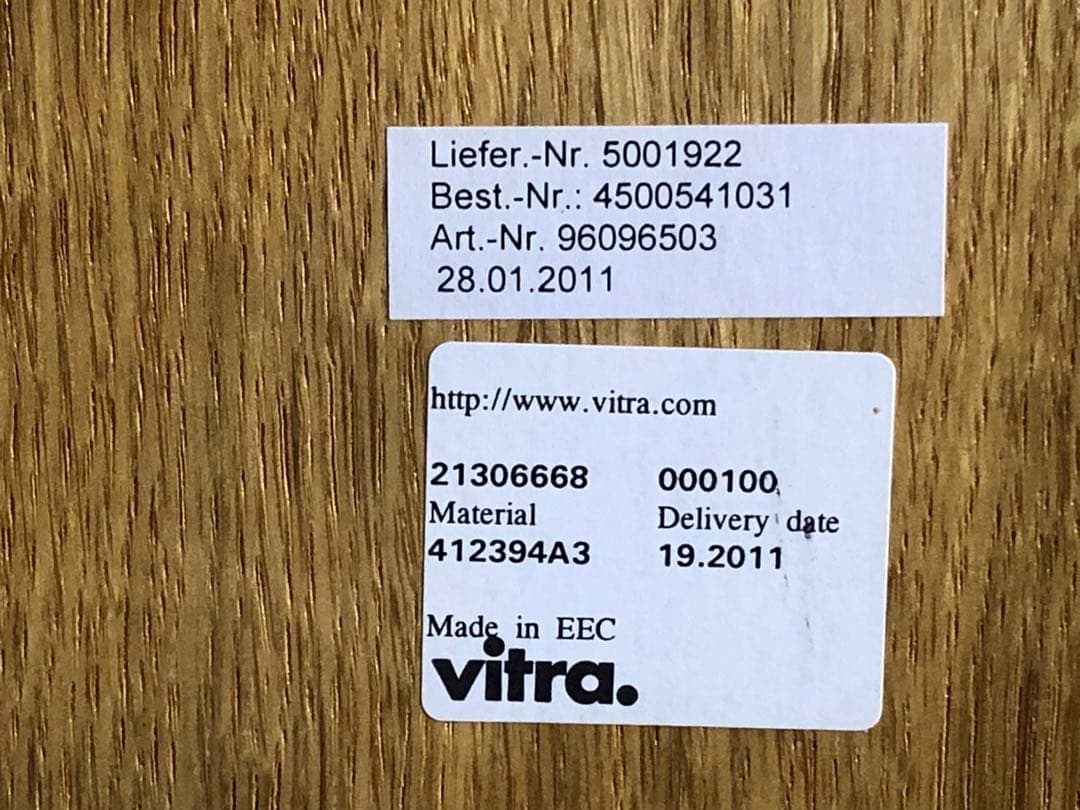 Liefer.-Nr. 5001922
Best.-Nr.: 4500541031
Art.-Nr. 96096503
28.01.2011
http://www.vitra.com
21306668 000100
Material Delivery date
412394A3 19.2011
Made in EEC
vitra.